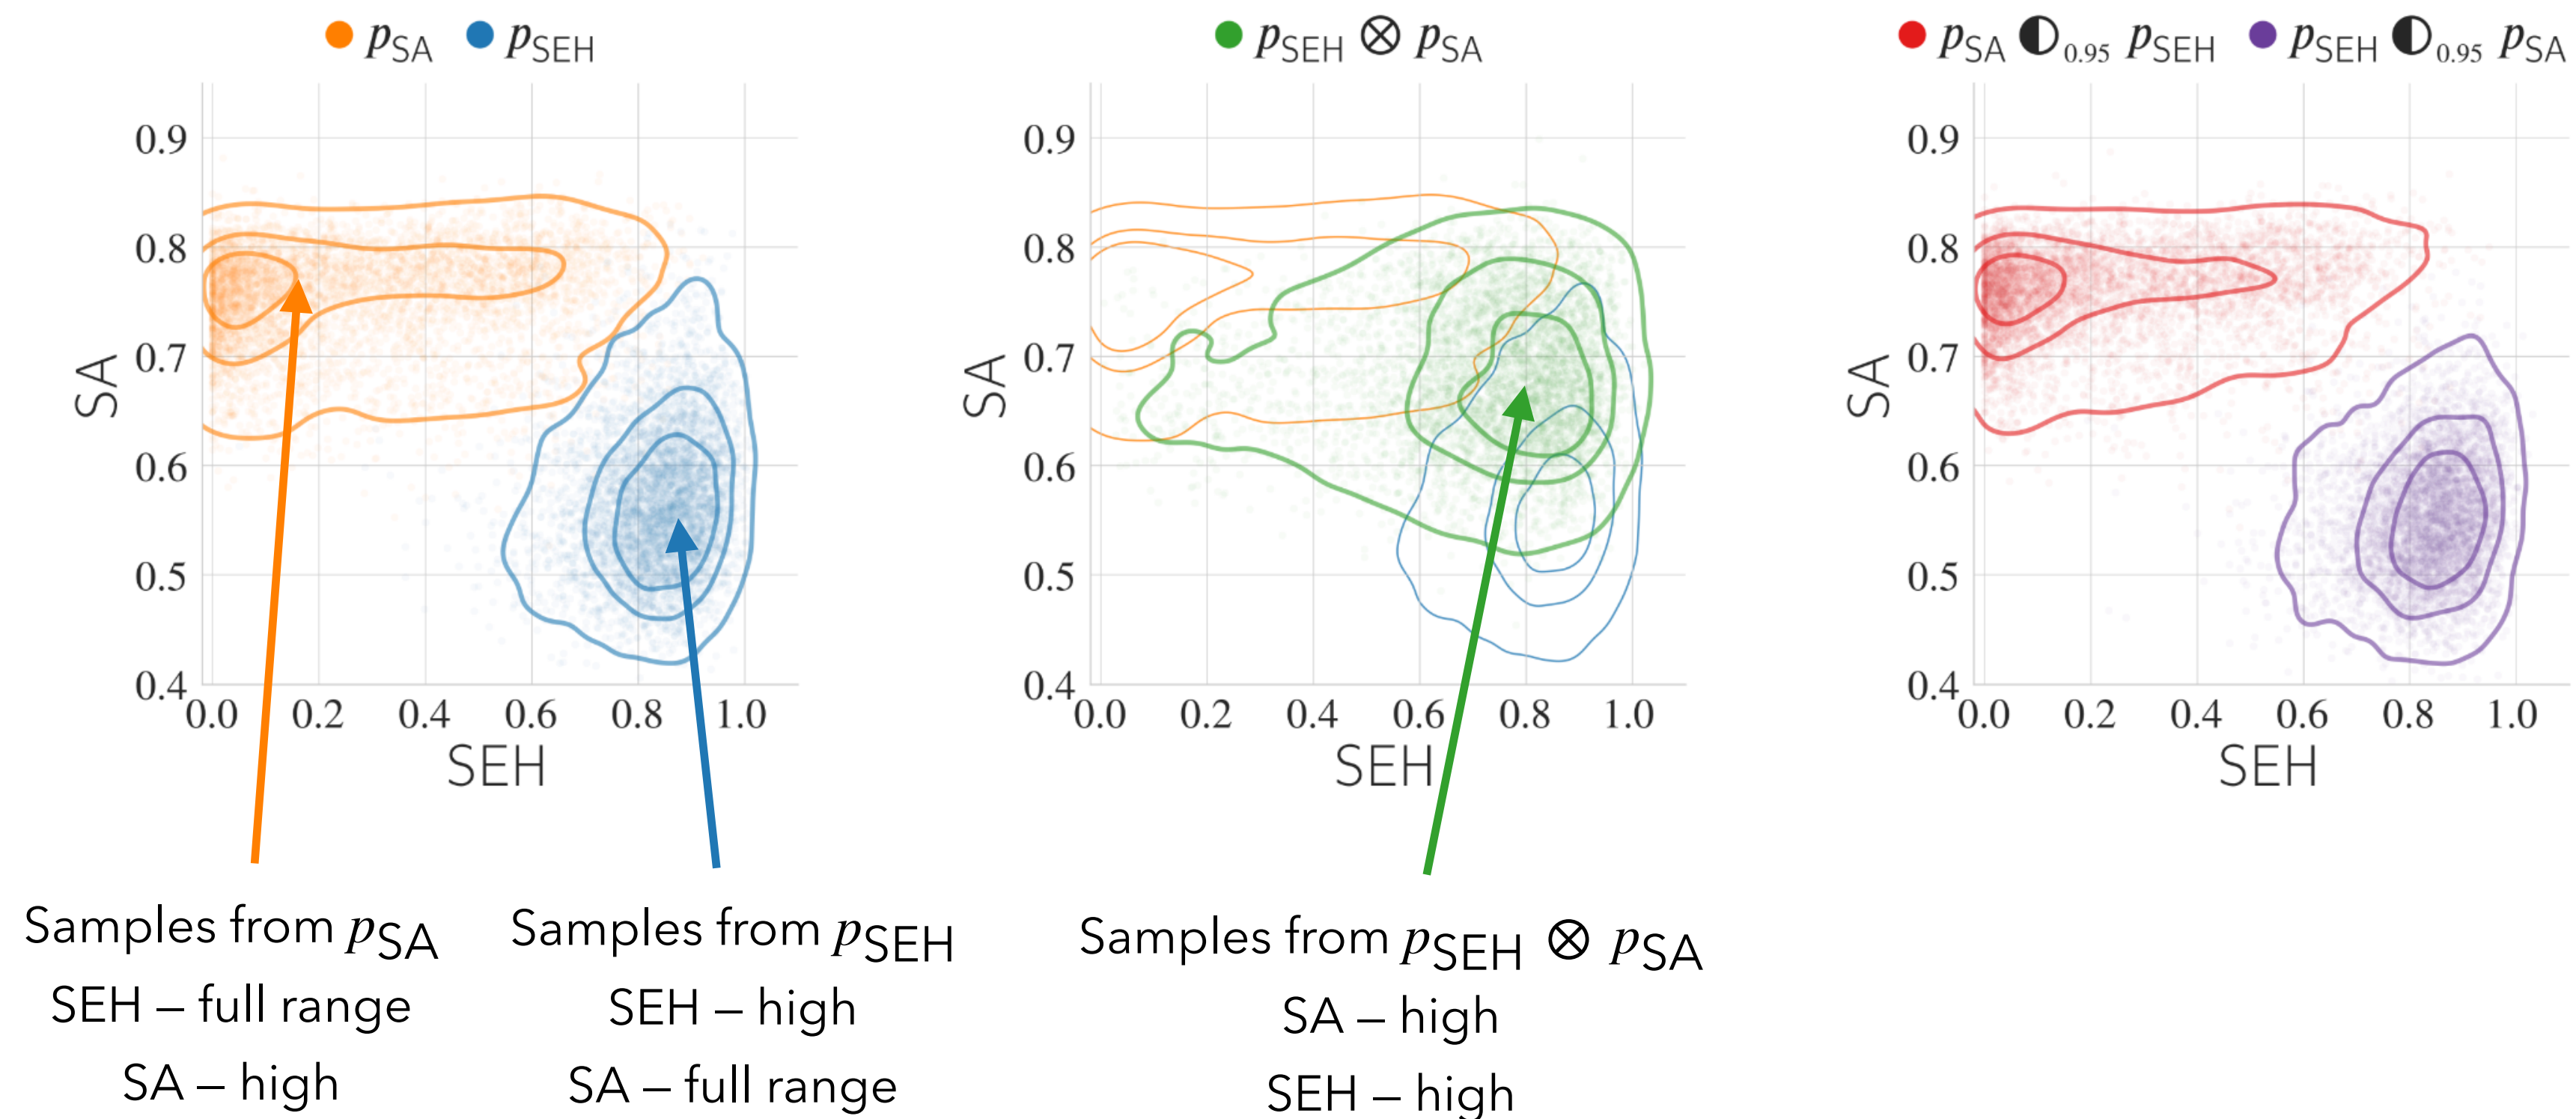 p_SA p_SEH
p_SEH ⊗ p_SA
p_SA ◐_0.95 p_SEH p_SEH ◐_0.95 p_SA
0.9
0.8
0.7
0.6
0.5
0.4
SA
0.0 0.2 0.4 0.6 0.8 1.0
SEH
0.9
0.8
0.7
0.6
0.5
0.4
SA
0.0 0.2 0.4 0.6 0.8 1.0
SEH
0.9
0.8
0.7
0.6
0.5
0.4
SA
0.0 0.2 0.4 0.6 0.8 1.0
SEH
Samples from p_SA
SEH – full range
SA – high
Samples from p_SEH
SEH – high
SA – full range
Samples from p_SEH ⊗ p_SA
SA – high
SEH – high